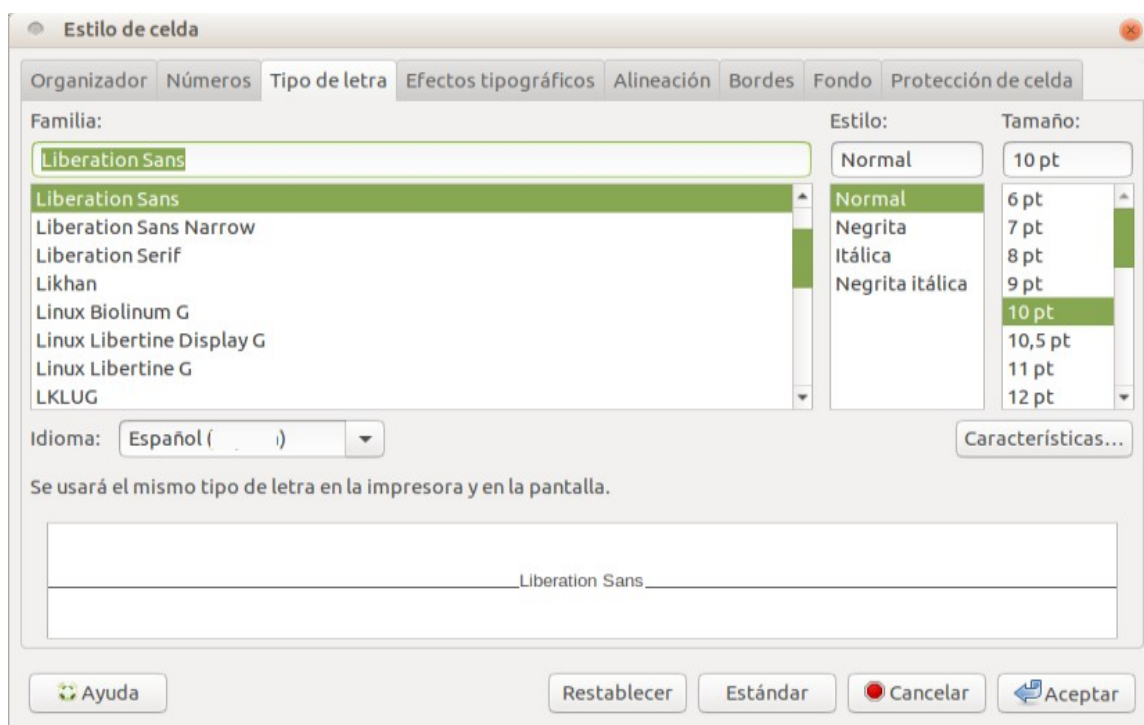 Estilo de celda
Organizador Números Tipo de letra Efectos tipográficos Alineación Bordes Fondo Protección de celda
Familia: Estilo: Tamaño:
Liberation Sans Normal 10 pt
Liberation Sans Normal 6 pt
Liberation Sans Narrow Negrita 7 pt
Liberation Serif Itálica 8 pt
Likhan Negrita itálica 9 pt
Linux Biolinum G 10 pt
Linux Libertine Display G 10,5 pt
Linux Libertine G 11 pt
LKLUG 12 pt
Idioma: Español ( ) Características...
Se usará el mismo tipo de letra en la impresora y en la pantalla.
Liberation Sans
Ayuda Restablecer Estándar Cancelar Aceptar